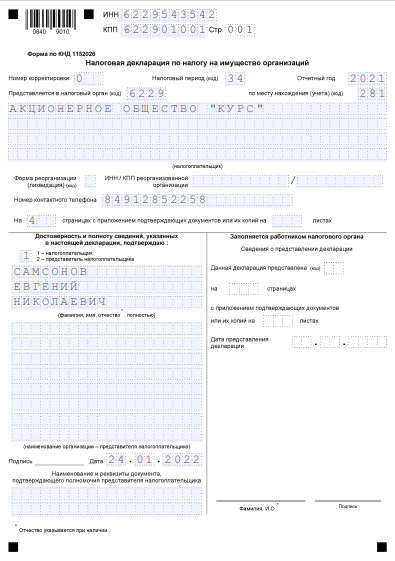 ИНН 6229543542
0840 9010
КПП 622901001 Стр. 001
Форма по КНД 1152026
Налоговая декларация по налогу на имущество организаций
Номер корректировки 0 Налоговый период (код) 34 Отчетный год 2021
Представляется в налоговый орган (код) 6229 по месту нахождения (учета) (код) 281
АКЦИОНЕРНОЕ ОБЩЕСТВО "КУРС"
(налогоплательщик)
Форма реорганизации (ликвидация) (код) ИНН / КПП реорганизованной организации /
Номер контактного телефона 84912852258
На 4 страницах с приложением подтверждающих документов или их копий на листах
Достоверность и полноту сведений, указанных
в настоящей декларации, подтверждаю :
1 1 – налогоплательщик
2 – представитель налогоплательщика
САМСОНОВ
ЕВГЕНИЙ
НИКОЛАЕВИЧ
(фамилия, имя, отчество* полностью)
(наименование организации – представителя налогоплательщика)
Подпись Дата 24.01.2022
Наименование и реквизиты документа,
подтверждающего полномочия представителя налогоплательщика
Заполняется работником налогового органа
Сведения о представлении декларации
Данная декларация представлена (код)
на страницах
с приложением подтверждающих документов
или их копий на листах
Дата представления
декларации . .
Фамилия, И.О.* Подпись
* Отчество указывается при наличии.